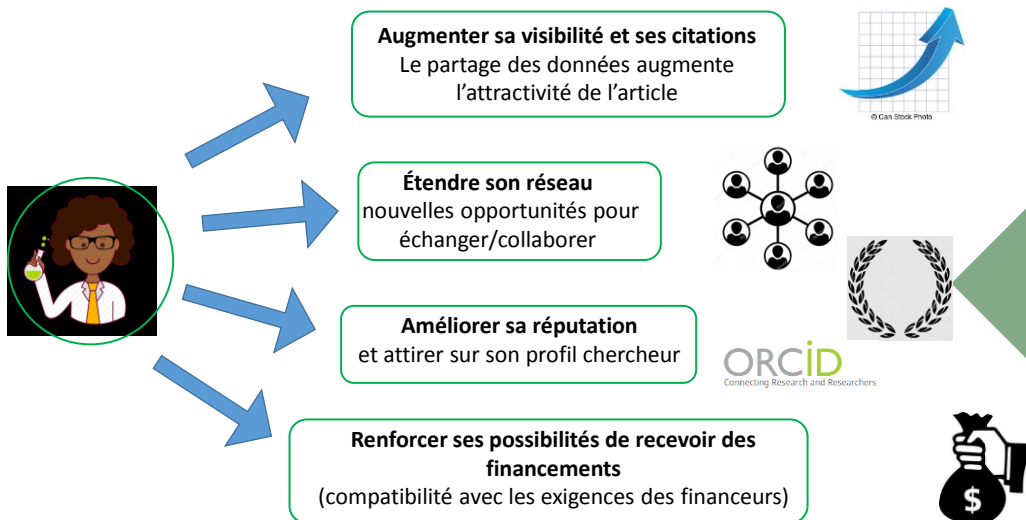 Augmenter sa visibilité et ses citations
Le partage des données augmente
l'attractivité de l'article
© Can Stock Photo
Étendre son réseau
nouvelles opportunités pour
échanger/collaborer
Améliorer sa réputation
et attirer sur son profil chercheur
ORCID
Connecting Research and Researchers
Renforcer ses possibilités de recevoir des
financements
(compatibilité avec les exigences des financeurs)
$